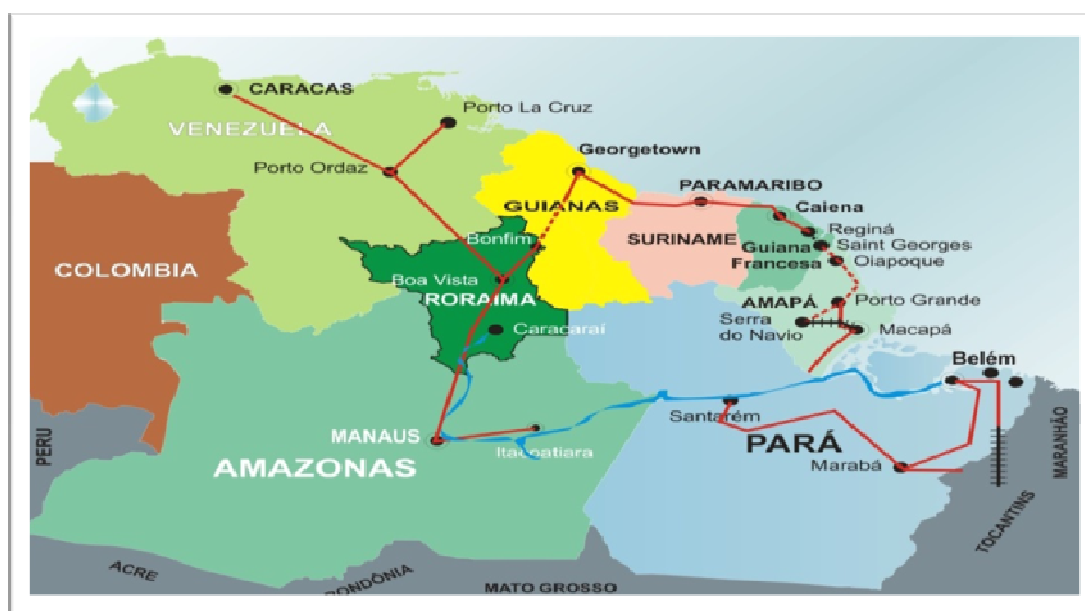 CARACAS
Porto La Cruz
VENEZUELA
Porto Ordaz
Georgetown
PARAMARIBO
GUIANAS
Caiena
Bonfim
SURINAME
Reginá
Guiana
Francesa
Saint Georges
Oiapoque
COLOMBIA
Boa Vista
RORAIMA
AMAPÁ
Porto Grande
Serra
do Navio
Macapá
Caracaraí
Belém
Santarém
MANAUS
Itacoatiara
PARÁ
AMAZONAS
Marabá
PERU
MARANHÃO
TOCANTINS
ACRE
RONDÔNIA
MATO GROSSO